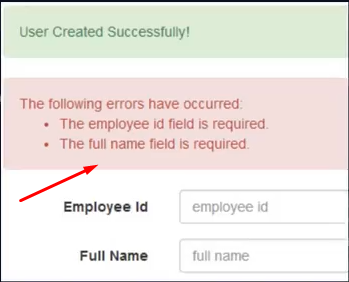 User Created Successfully!
The following errors have occurred:
• The employee id field is required.
• The full name field is required.
Employee Id employee id
Full Name full name